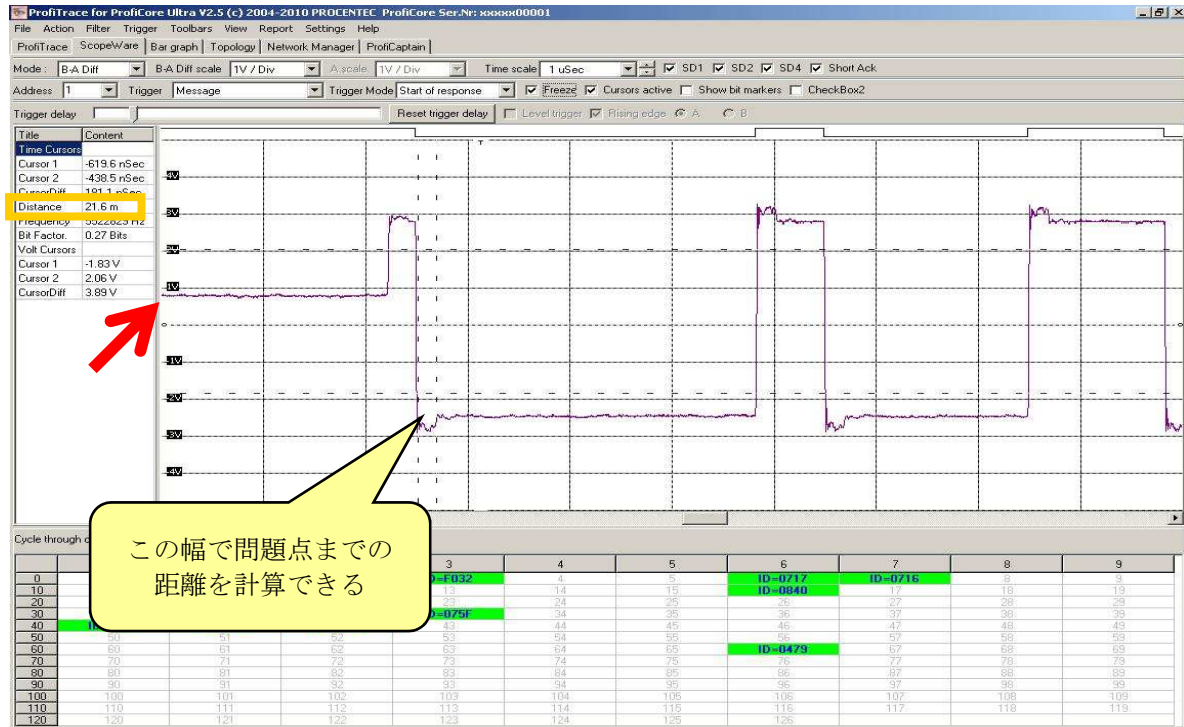 ProfiTrace for ProfiCore Ultra V2.5 (c) 2004-2010 PROCENTEC ProfiCore Ser.Nr: xxxxx00001
File Action Filter Trigger Toolbars View Report Settings Help
ProfiTrace ScopeWare Bar graph Topology Network Manager ProfiCaptain
Mode : B-A Diff B-A Diff scale 1V / Div A scale 1V / Div Time scale 1 uSec SD1 SD2 SD4 Short Ack
Address 1 Trigger Message Trigger Mode Start of response Freeze Cursors active Show bit markers CheckBox2
Trigger delay Reset trigger delay Level trigger Rising edge A B
Title Content
Time Cursors
Cursor 1 -619.6 nSec
Cursor 2 -438.5 nSec
CursorDiff 181.1 nSec
Distance 21.6 m
Frequency 5522829 Hz
Bit Factor. 0.27 Bits
Volt Cursors
Cursor 1 -1.83 V
Cursor 2 2.06 V
CursorDiff 3.89 V
T
4V
3V
2V
1V
0
-1V
-2V
-3V
-4V
この幅で問題点までの
距離を計算できる
Cycle through
3 4 5 6 7 8 9
0 ID=F032 4 5 ID=0717 ID=0716 8 9
10 13 14 15 ID=0840 17 18 19
20 23 24 25 26 27 28 29
30 ID=075F 34 35 36 37 38 39
40 43 44 45 46 47 48 49
50 50 51 52 53 54 55 56 57 58 59
60 60 61 62 63 64 65 ID=0479 67 68 69
70 70 71 72 73 74 75 76 77 78 79
80 80 81 82 83 84 85 86 87 88 89
90 90 91 92 93 94 95 96 97 98 99
100 100 101 102 103 104 105 106 107 108 109
110 110 111 112 113 114 115 116 117 118 119
120 120 121 122 123 124 125 126